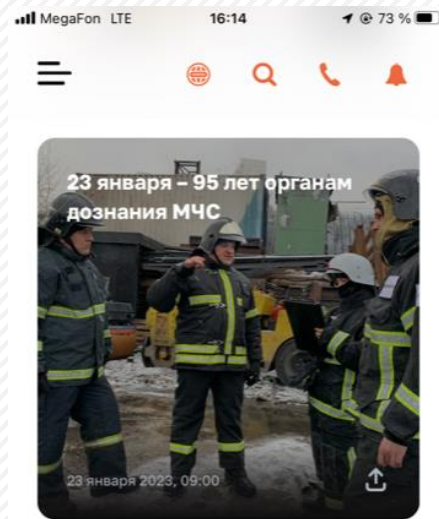 MegaFon LTE 16:14 73 %
23 января – 95 лет органам
дознания МЧС
23 января 2023, 09:00